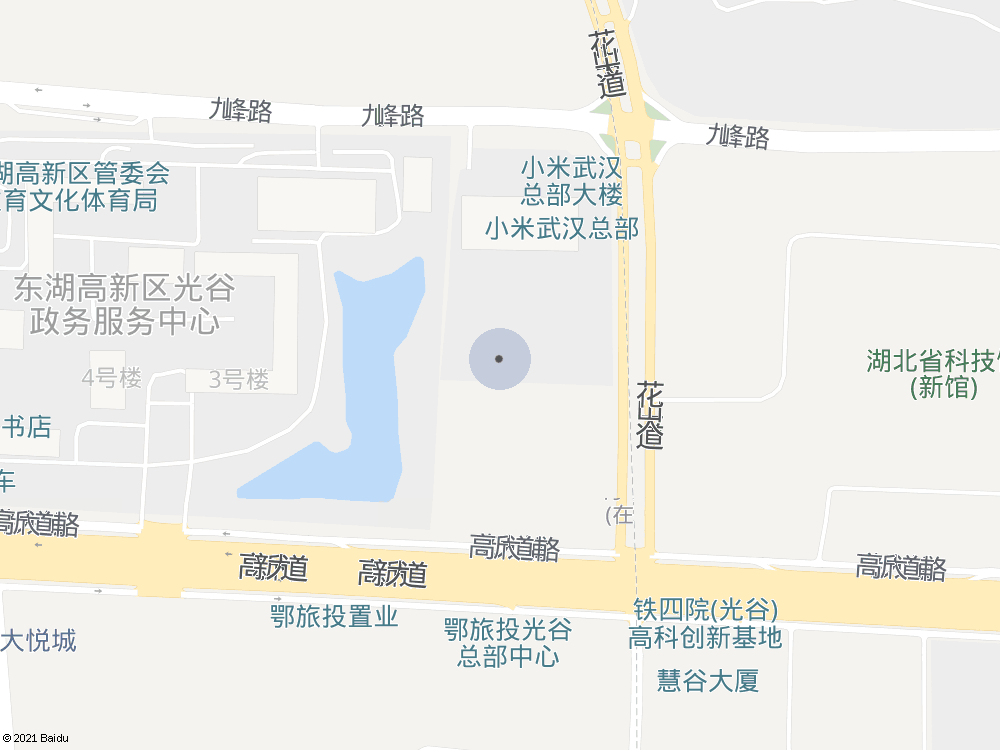 花山大道
九峰路
九峰路
九峰路
小米武汉
总部大楼
湖高新区管委会
育文化体育局
小米武汉总部
东湖高新区光谷
政务服务中心
4号楼
3号楼
湖北省科技馆
(新馆)
花山大道
书店
车
(在
高新大道辅路
高新大道辅路
高新大道
高新大道
高新大道辅路
鄂旅投置业
铁四院(光谷)
高科创新基地
鄂旅投光谷
总部中心
大悦城
慧谷大厦
© 2021 Baidu